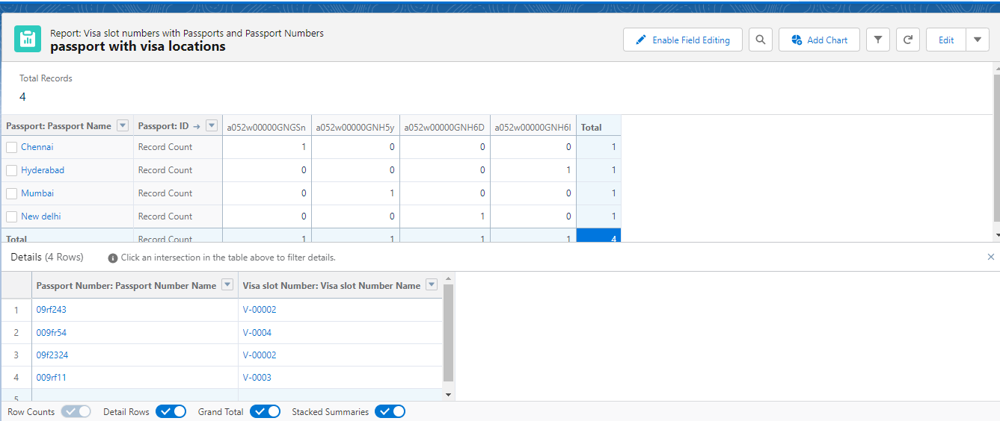 Report: Visa slot numbers with Passports and Passport Numbers
passport with visa locations
Enable Field Editing Add Chart Edit
Total Records
4
Passport: Passport Name Passport: ID → a052w00000GNGSn a052w00000GNH5y a052w00000GNH6D a052w00000GNH6I Total
Chennai Record Count 1 0 0 0 1
Hyderabad Record Count 0 0 0 1 1
Mumbai Record Count 0 1 0 0 1
New delhi Record Count 0 0 1 0 1
Total Record Count 1 1 1 1 4
Details (4 Rows) Click an intersection in the table above to filter details.
Passport Number: Passport Number Name Visa slot Number: Visa slot Number Name
1 09rf243 V-00002
2 009fr54 V-0004
3 09f2324 V-00002
4 009rf11 V-0003
5
Row Counts Detail Rows Grand Total Stacked Summaries